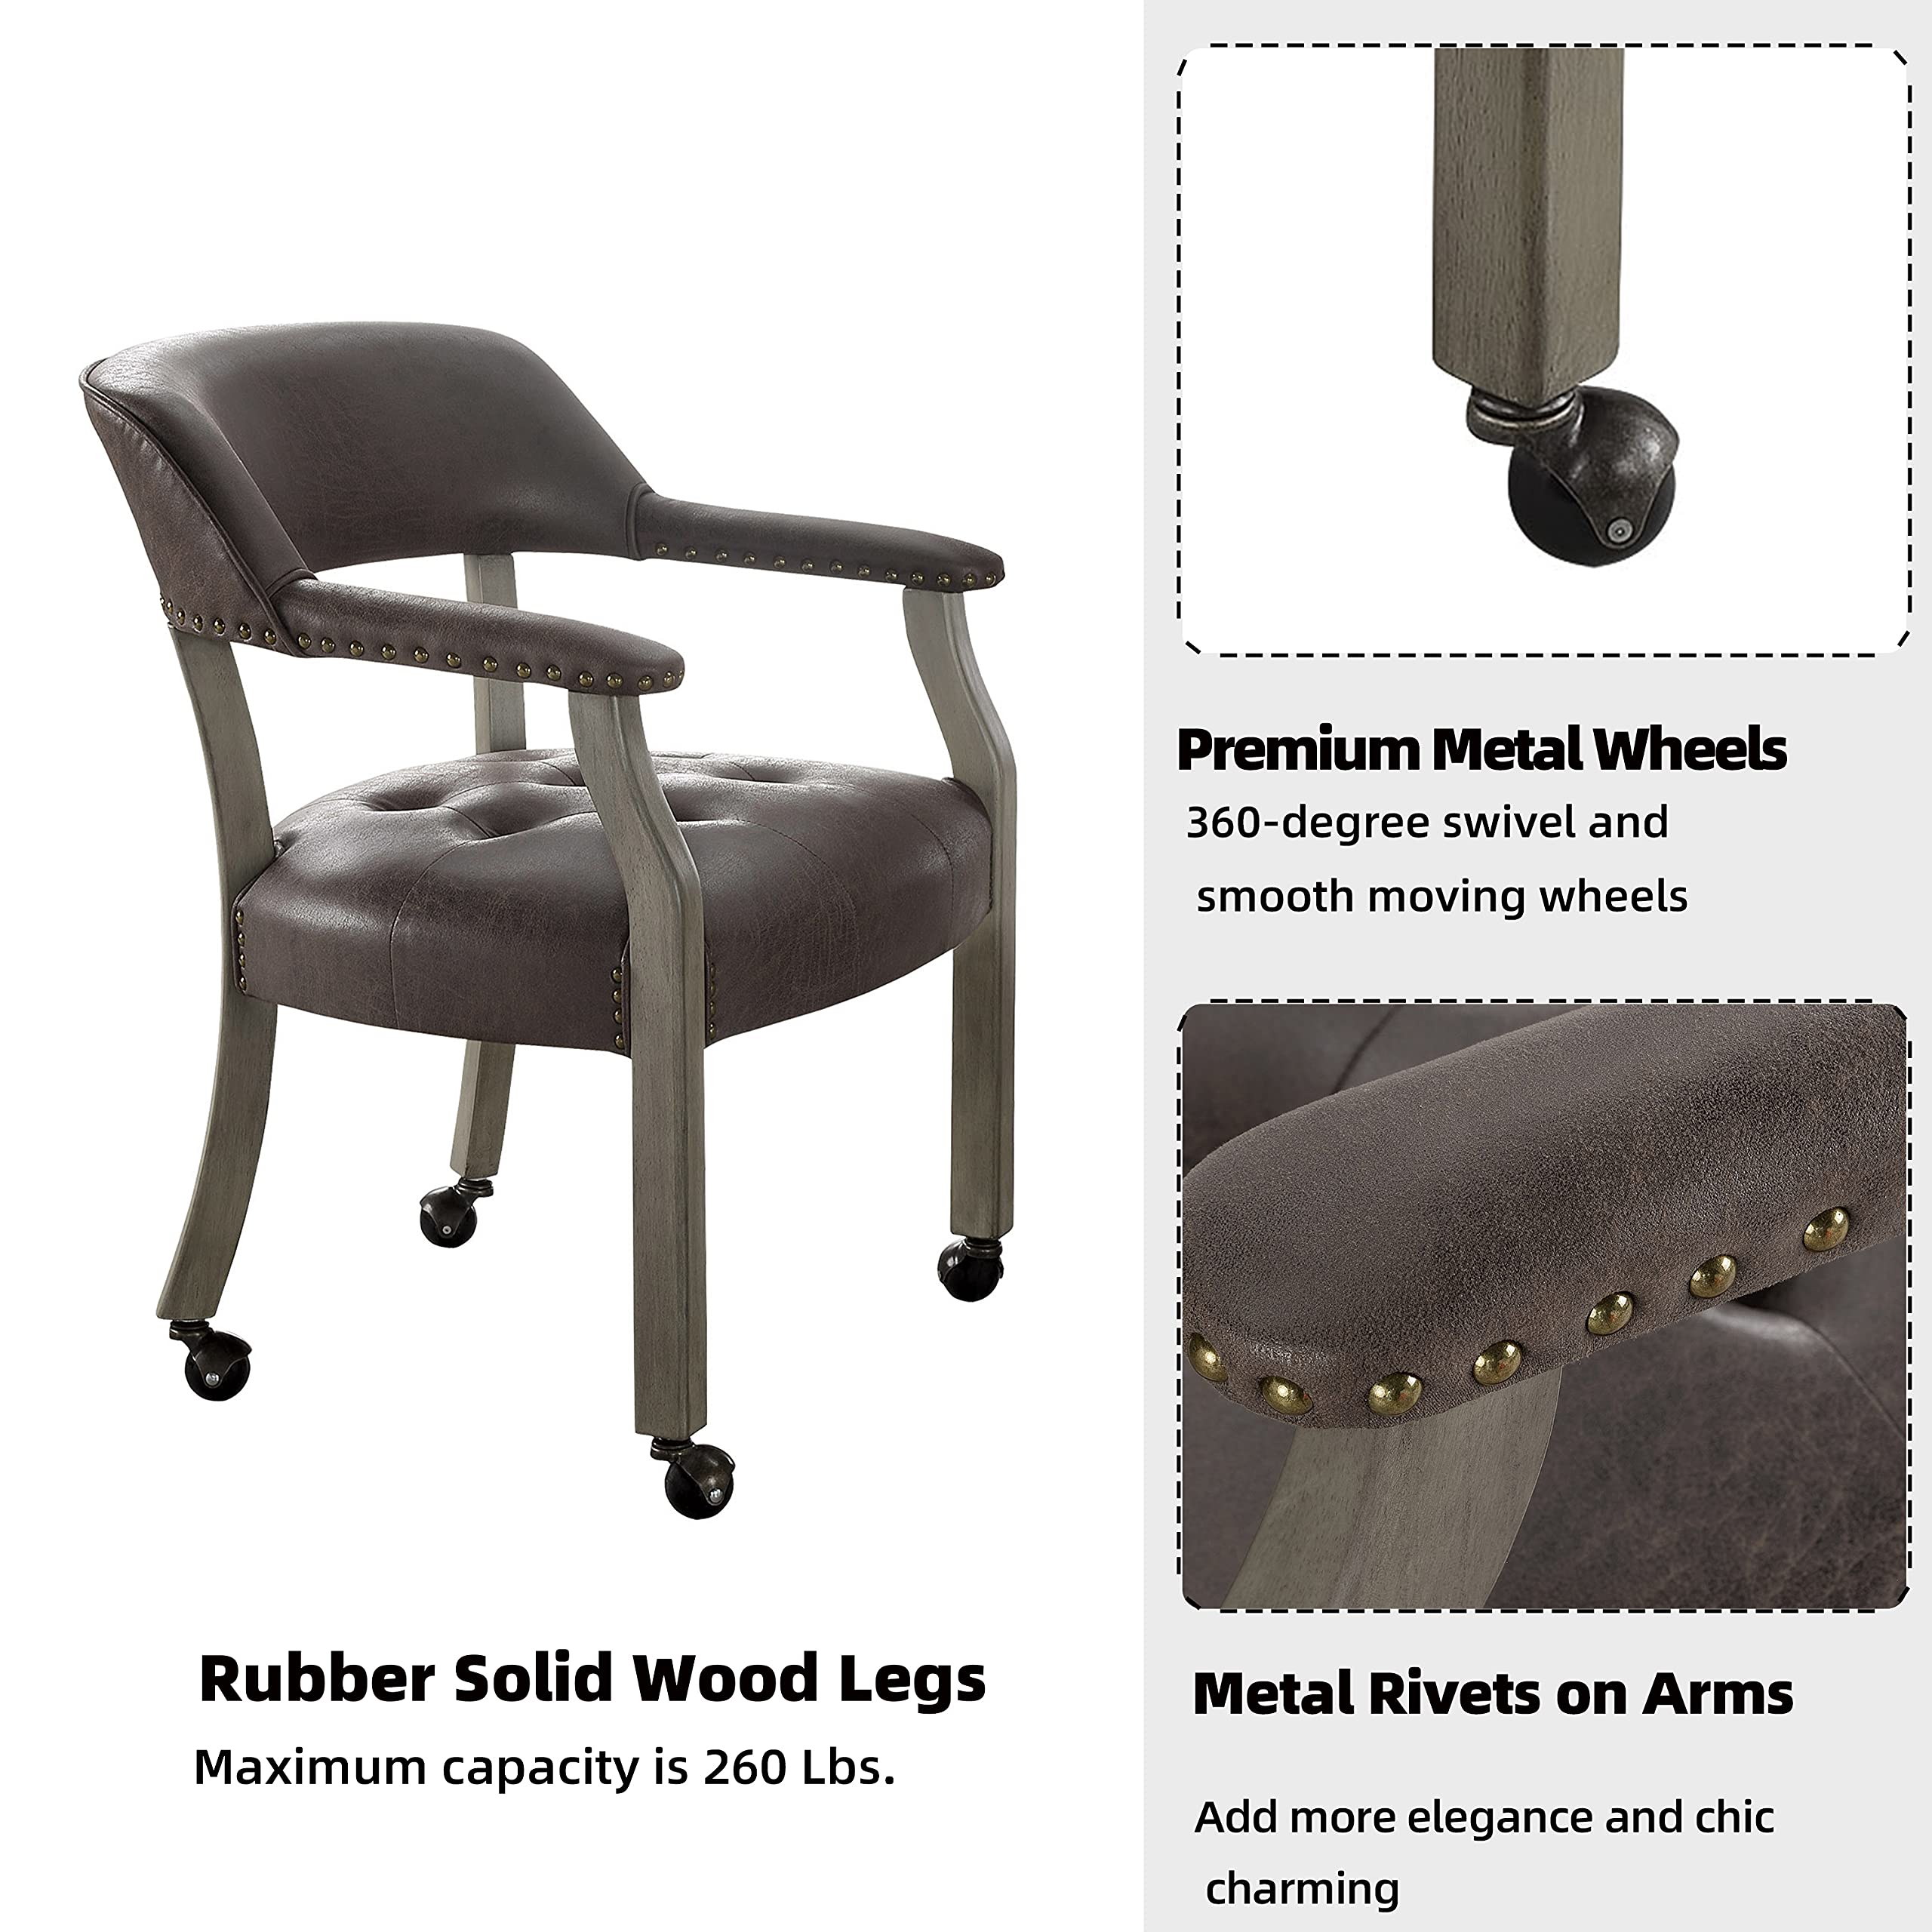 Premium Metal Wheels
360-degree swivel and
smooth moving wheels
Rubber Solid Wood Legs
Maximum capacity is 260 Lbs.
Metal Rivets on Arms
Add more elegance and chic
charming